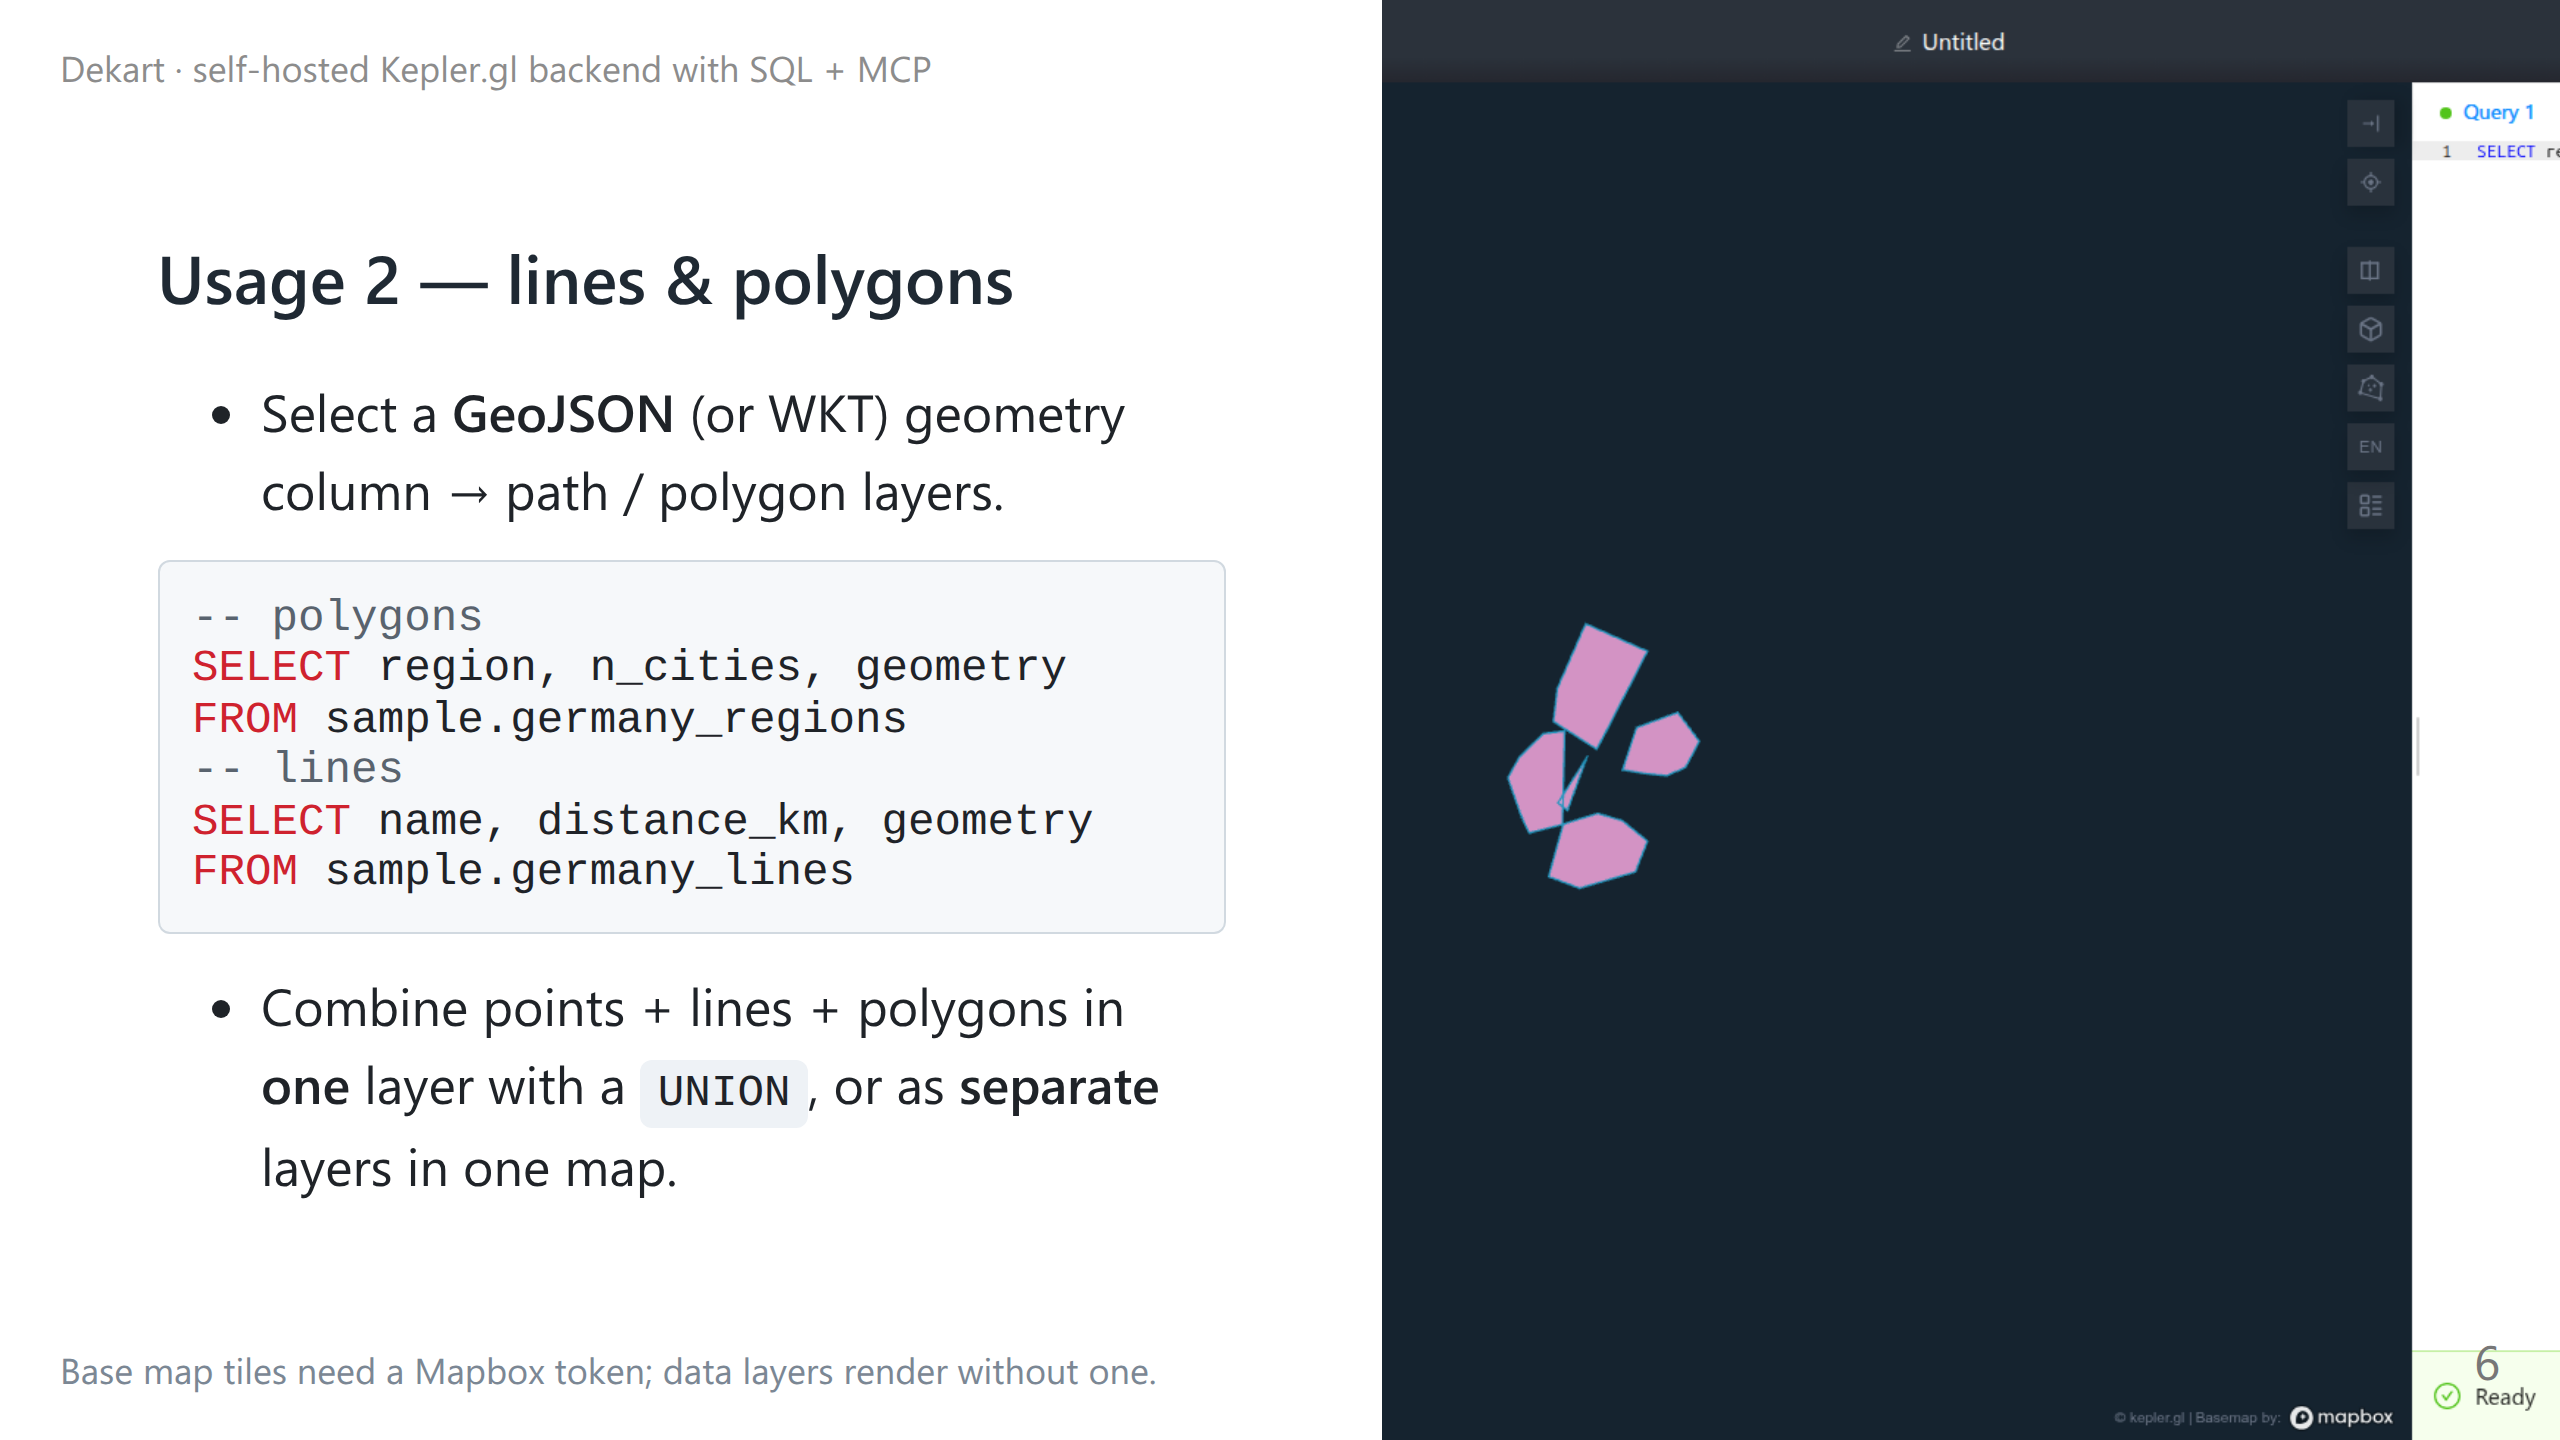 Dekart · self-hosted Kepler.gl backend with SQL + MCP
Usage 2 — lines & polygons
• Select a GeoJSON (or WKT) geometry
column → path / polygon layers.
-- polygons
SELECT region, n_cities, geometry
FROM sample.germany_regions
-- lines
SELECT name, distance_km, geometry
FROM sample.germany_lines
• Combine points + lines + polygons in
one layer with a UNION, or as separate
layers in one map.
Base map tiles need a Mapbox token; data layers render without one.
Untitled
EN
© kepler.gl | Basemap by: mapbox
Query 1
1 SELECT re
6
Ready